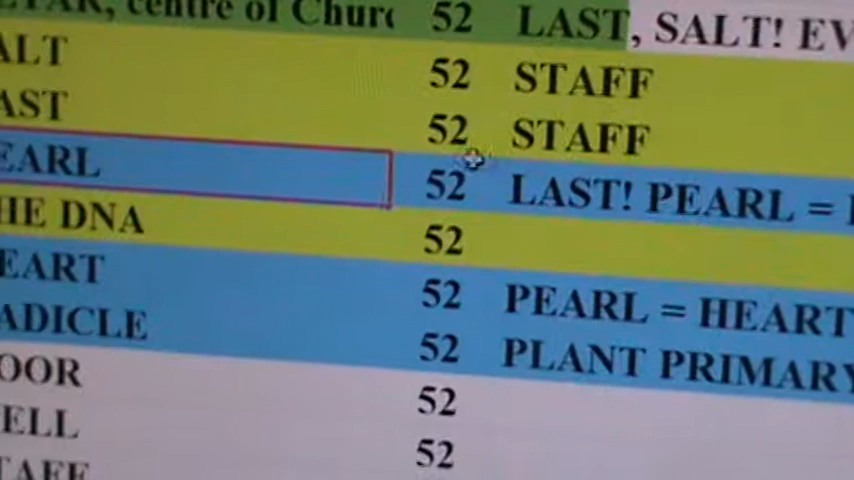 centre of Churc 52 LAST, SALT! EV
ALT 52 STAFF
AST 52 STAFF
EARL 52 LAST! PEARL =
HE DNA 52
EART 52 PEARL = HEART
ADICLE 52 PLANT PRIMARY
OOR 52
ELL 52
TAFF 52